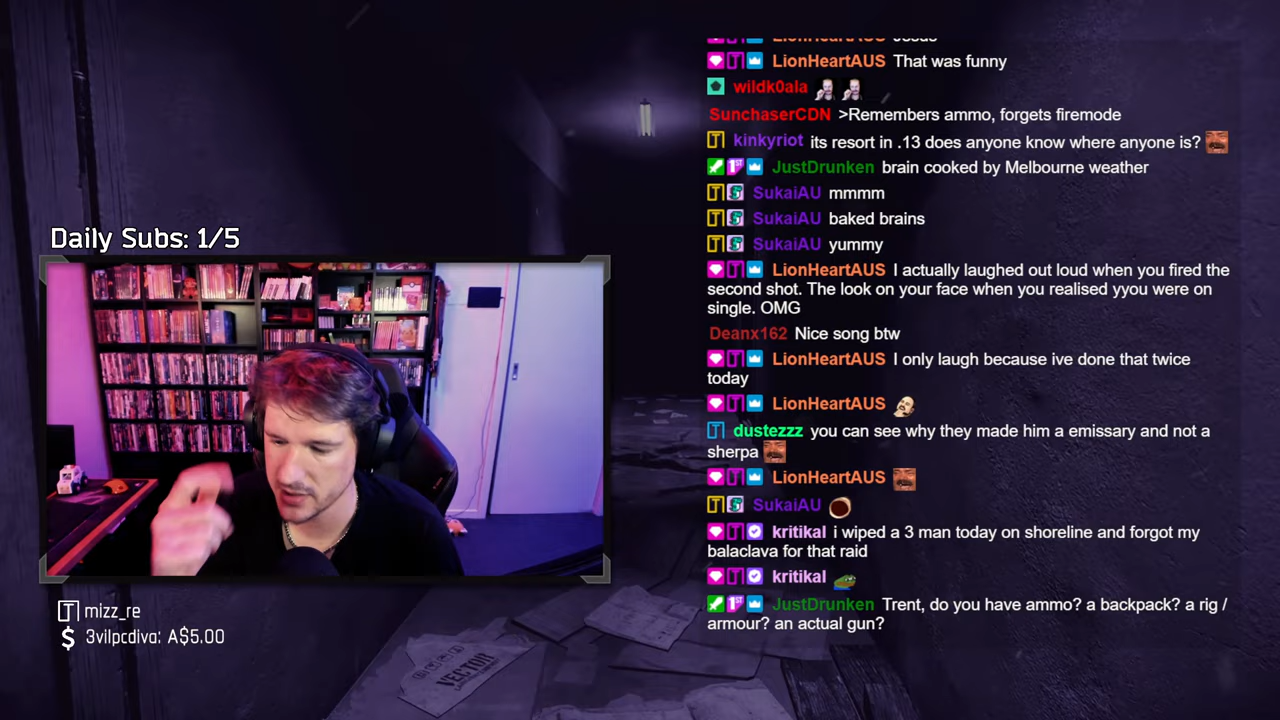 LionHeartAUS Jesus
LionHeartAUS That was funny
wildk0ala
SunchaserCDN >Remembers ammo, forgets firemode
kinkyriot its resort in .13 does anyone know where anyone is?
JustDrunken brain cooked by Melbourne weather
SukaiAU mmmm
SukaiAU baked brains
SukaiAU yummy
LionHeartAUS I actually laughed out loud when you fired the
second shot. The look on your face when you realised yyou were on
single. OMG
Deanx162 Nice song btw
LionHeartAUS I only laugh because ive done that twice
today
LionHeartAUS
dustezzz you can see why they made him a emissary and not a
sherpa
LionHeartAUS
SukaiAU
kritikal i wiped a 3 man today on shoreline and forgot my
balaclava for that raid
kritikal
JustDrunken Trent, do you have ammo? a backpack? a rig /
armour? an actual gun?
Daily Subs: 1/5
mizz_re
$ 3vilpcdiva: A$5.00
VECTOR